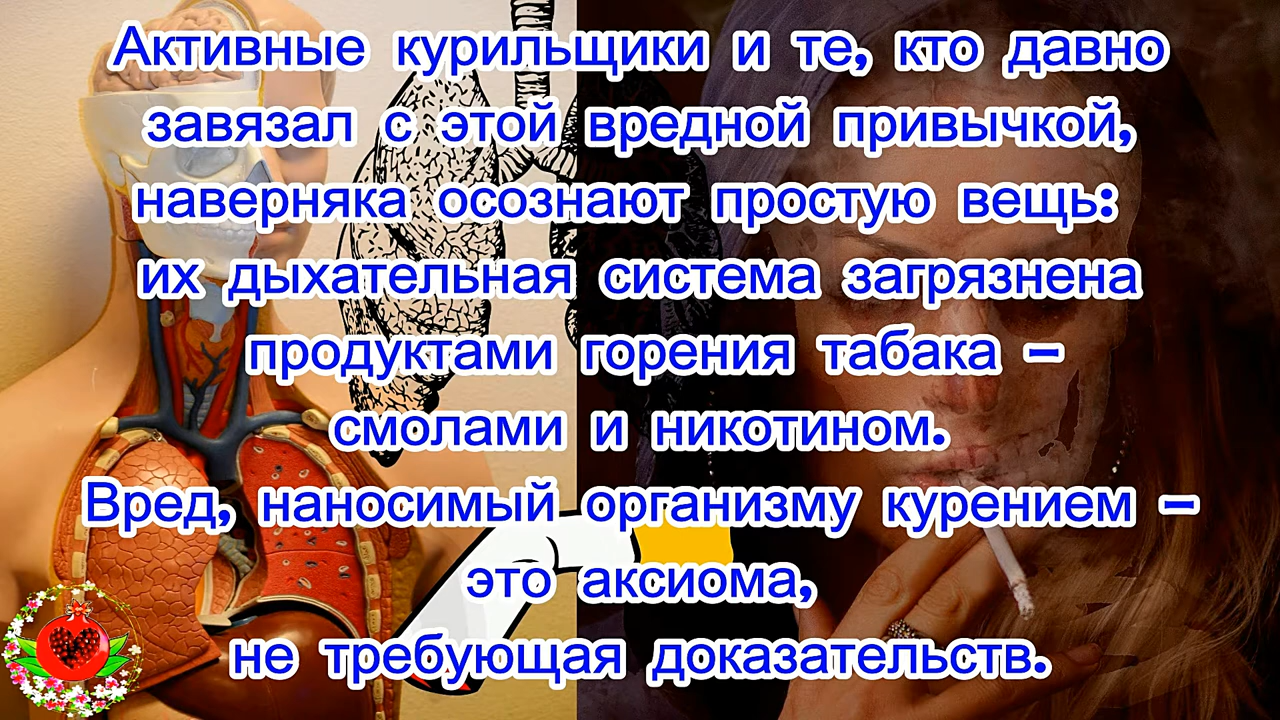 Активные курильщики и те, кто давно
завязал с этой вредной привычкой,
наверняка осознают простую вещь:
их дыхательная система загрязнена
продуктами горения табака –
смолами и никотином.
Вред, наносимый организму курением –
это аксиома,
не требующая доказательств.